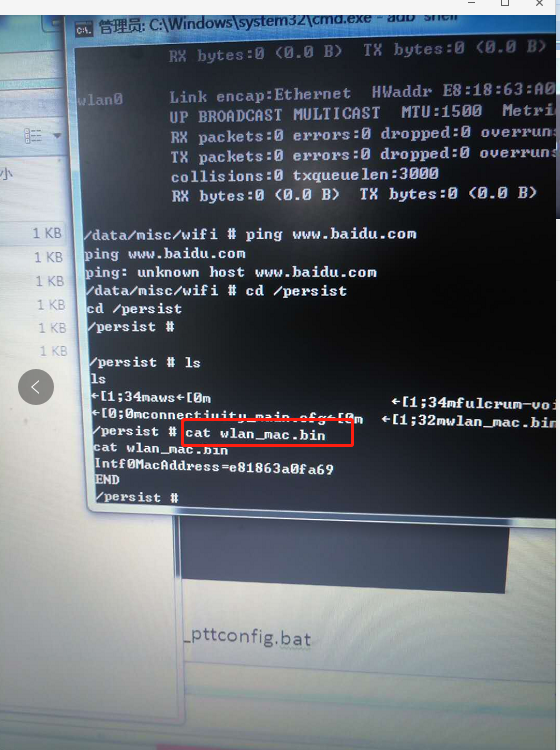 管理员: C:\Windows\system32\cmd.exe - adb shell
RX bytes:0 (0.0 B)  TX bytes:0 (0.0 B)
wlan0 Link encap:Ethernet  HWaddr E8:18:63:A0
UP BROADCAST MULTICAST  MTU:1500  Metri
RX packets:0 errors:0 dropped:0 overruns
TX packets:0 errors:0 dropped:0 overruns
collisions:0 txqueuelen:3000
RX bytes:0 (0.0 B)  TX bytes:0 (0.0 B)
小
1 KB
1 KB
1 KB
1 KB
1 KB
1 KB
/data/misc/wifi # ping www.baidu.com
ping www.baidu.com
ping: unknown host www.baidu.com
/data/misc/wifi # cd /persist
cd /persist
/persist #
/persist # ls
ls
←[1;34maws←[0m ←[1;34mfulcrum-voi
←[0;0mconnectivity_main.cfg←[0m ←[1;32mwlan_mac.bin
/persist # cat wlan_mac.bin
cat wlan_mac.bin
Intf0MacAddress=e81863a0fa69
END
/persist #
_pttconfig.bat